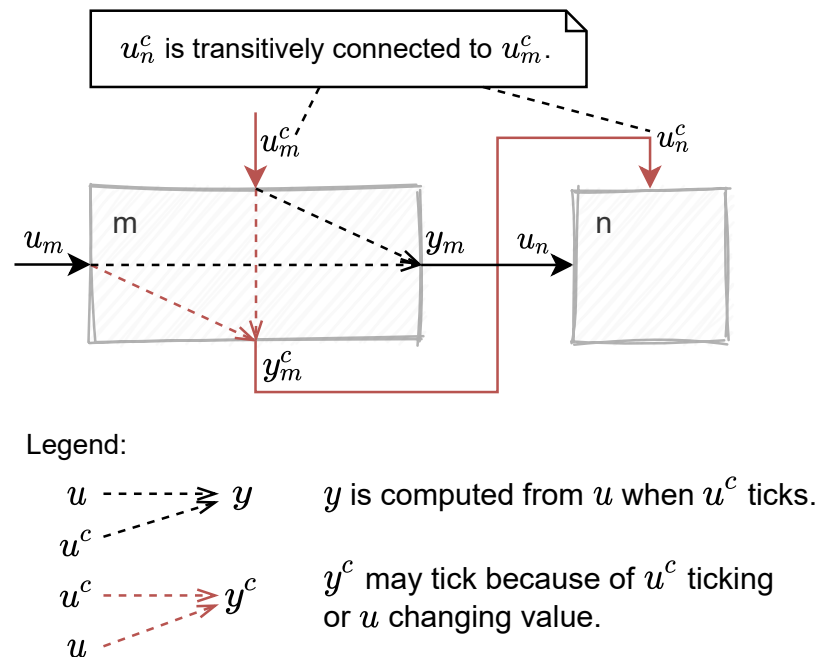 u_n^c is transitively connected to u_m^c.
u_m^c
u_n^c
m
n
u_m
y_m
u_n
y_m^c
Legend:
u
y
y is computed from u when u^c ticks.
u^c
u^c
y^c
y^c may tick because of u^c ticking
or u changing value.
u